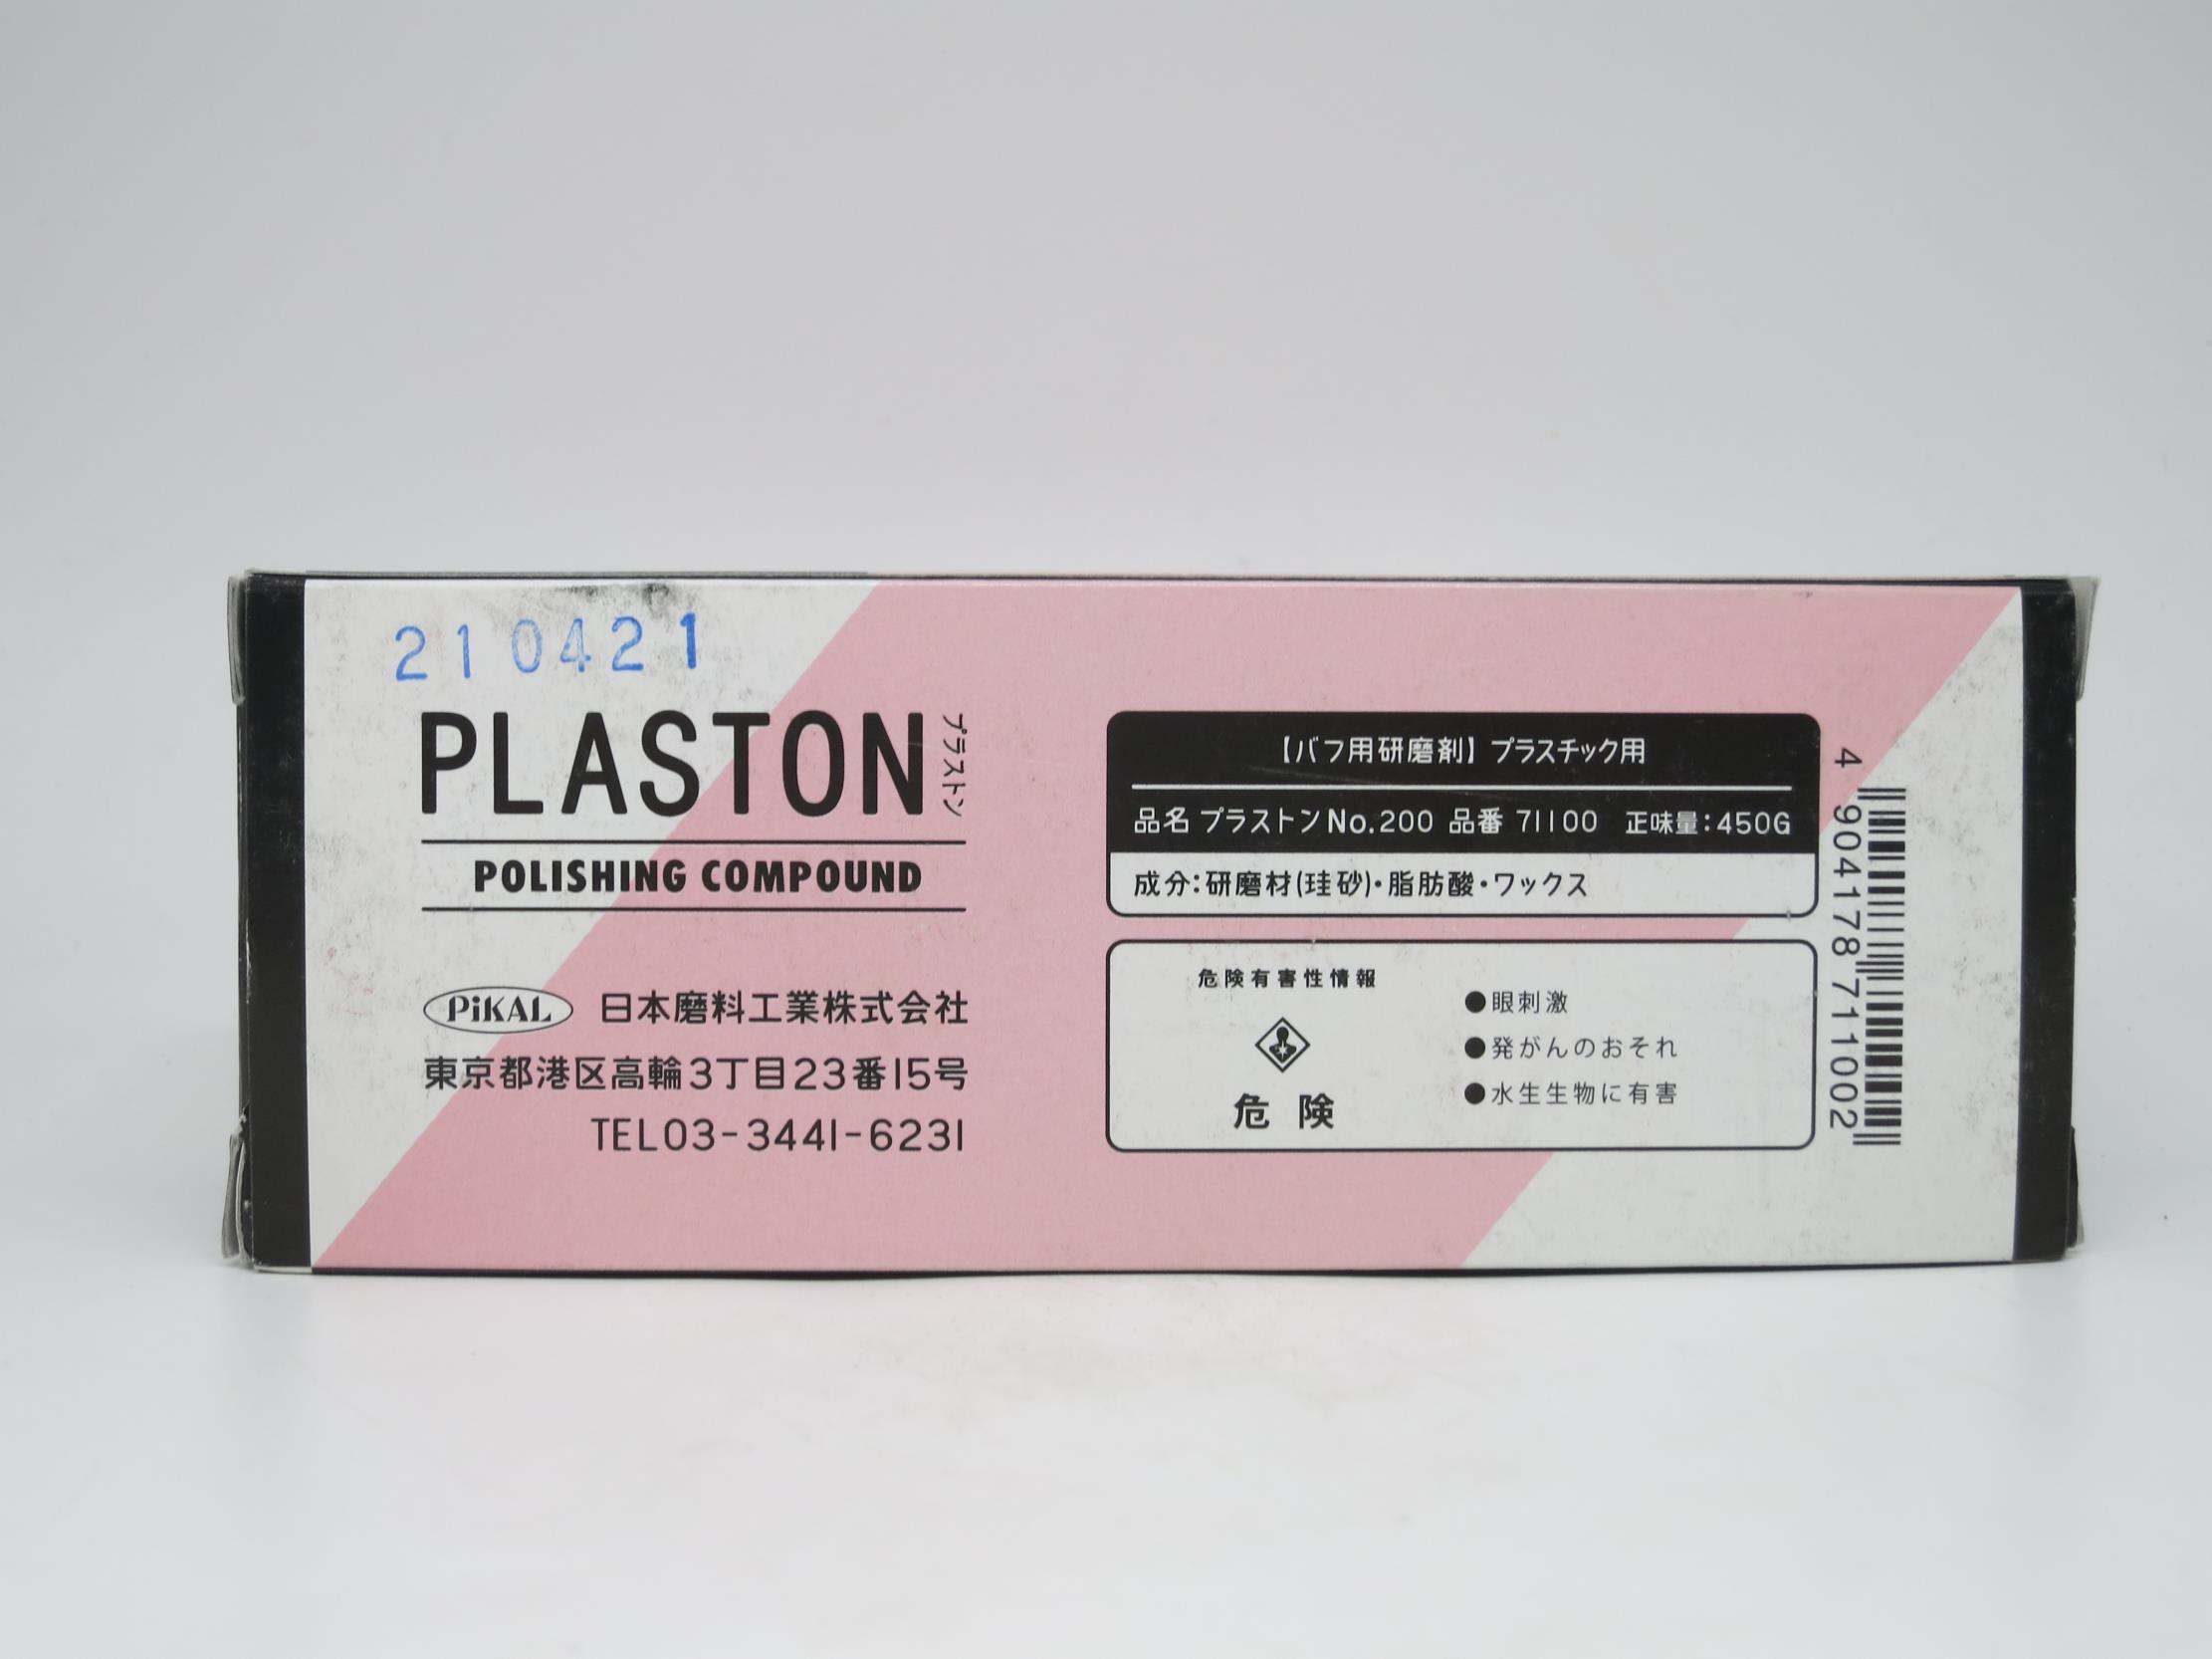 210421
PLASTON
プラストン
POLISHING COMPOUND
PiKAL 日本磨料工業株式会社
東京都港区高輪3丁目23番15号
TEL03-3441-6231
【バフ用研磨剤】プラスチック用
品名 プラストンNo.200 品番 71100 正味量:450G
成分:研磨材(珪砂)・脂肪酸・ワックス
危険有害性情報
危険
●眼刺激
●発がんのおそれ
●水生生物に有害
4 904178 711002